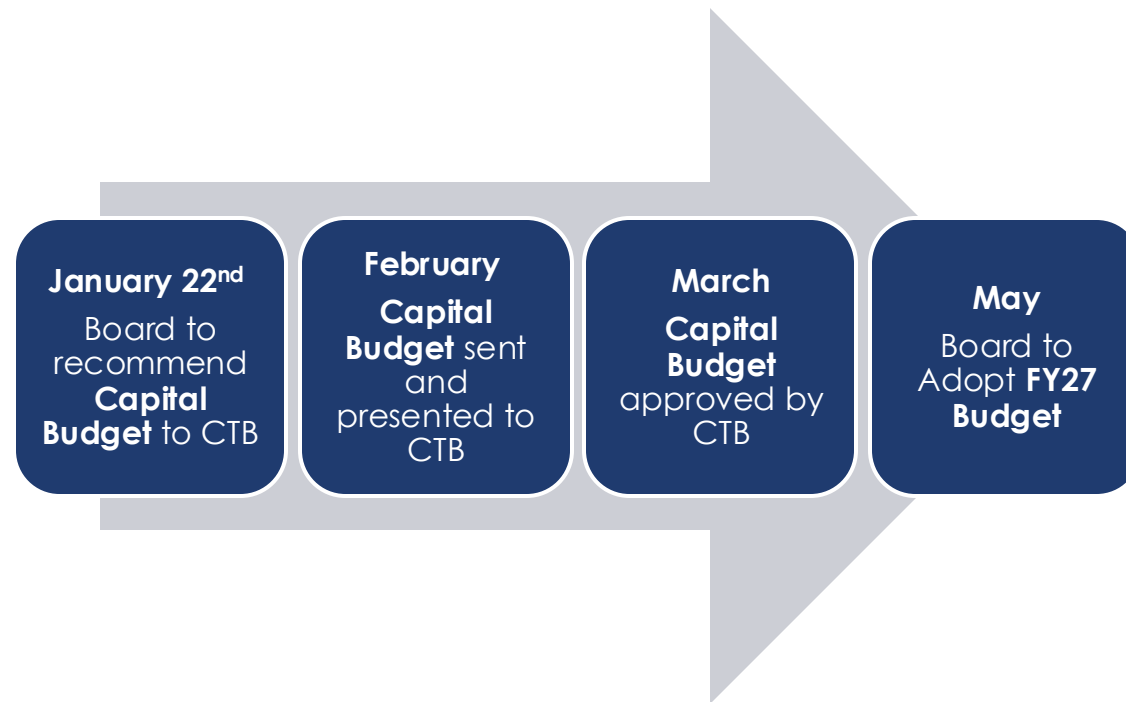 January 22nd
Board to
recommend
Capital
Budget to CTB
February
Capital
Budget sent
and
presented to
CTB
March
Capital
Budget
approved by
CTB
May
Board to
Adopt FY27
Budget